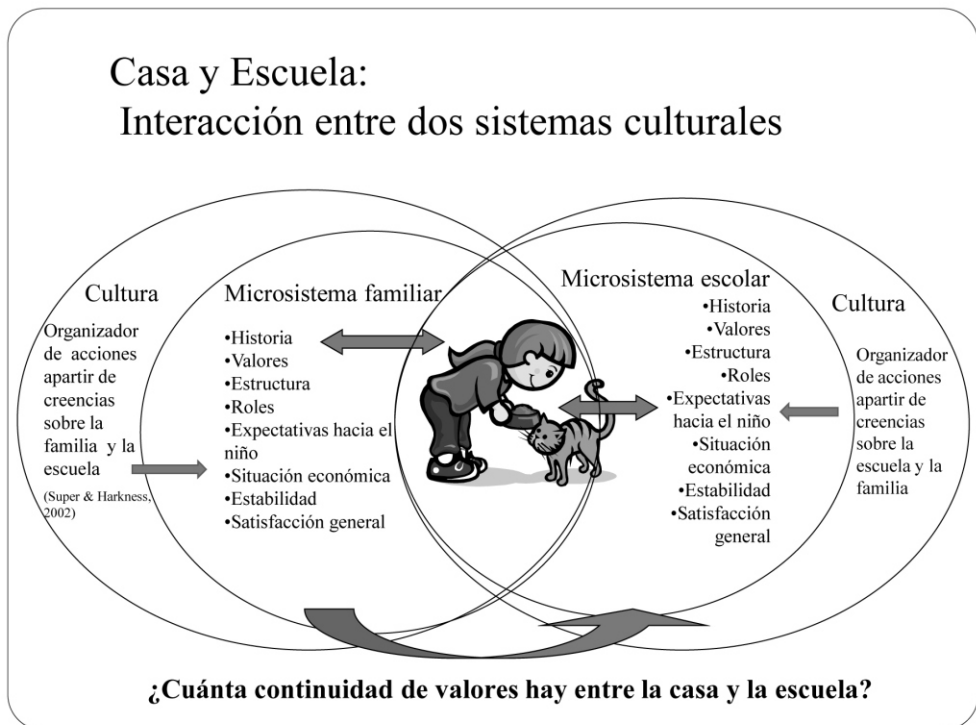 Casa y Escuela:
Interacción entre dos sistemas culturales
Cultura
Organizador
de acciones
apartir de
creencias
sobre la
familia y la
escuela
(Super & Harkness,
2002)
Microsistema familiar
•Historia
•Valores
•Estructura
•Roles
•Expectativas hacia el
niño
•Situación económica
•Estabilidad
•Satisfacción general
Microsistema escolar
•Historia
•Valores
•Estructura
•Roles
•Expectativas
hacia el niño
•Situación
económica
•Estabilidad
•Satisfacción
general
Cultura
Organizador
de acciones
apartir de
creencias
sobre la
escuela y la
familia
¿Cuánta continuidad de valores hay entre la casa y la escuela?